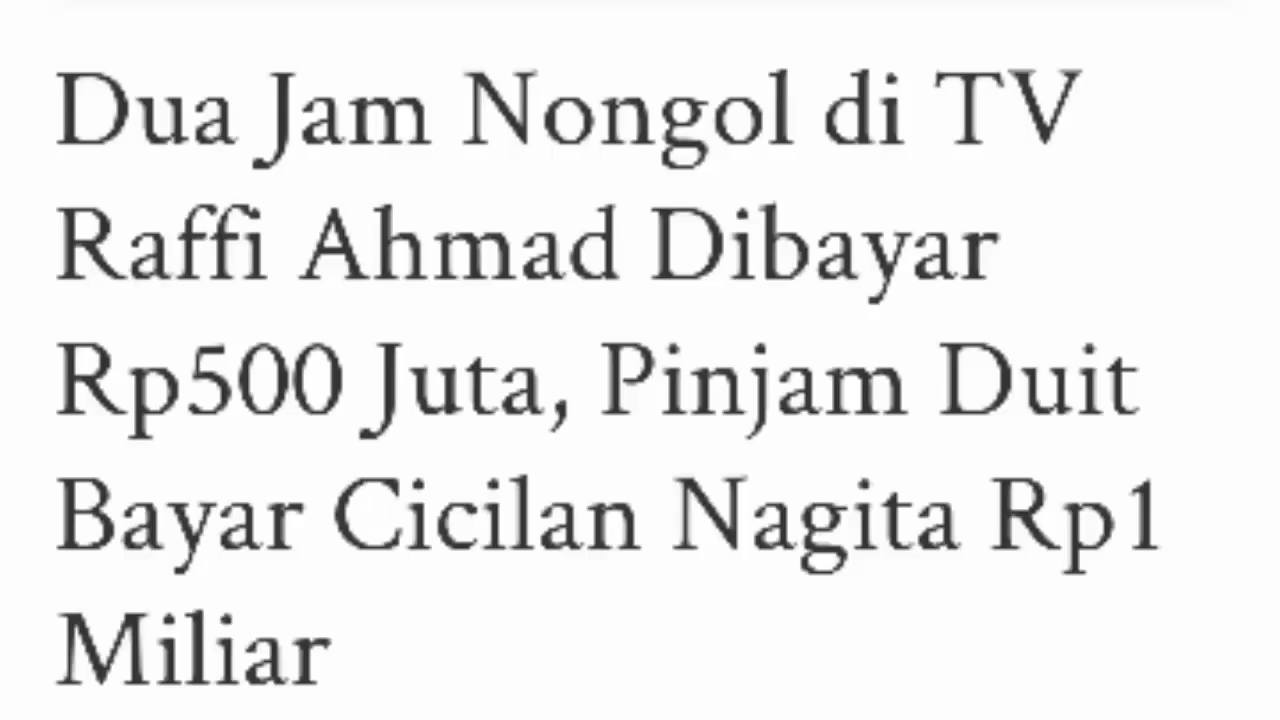 Dua Jam Nongol di TV
Raffi Ahmad Dibayar
Rp500 Juta, Pinjam Duit
Bayar Cicilan Nagita Rp1
Miliar